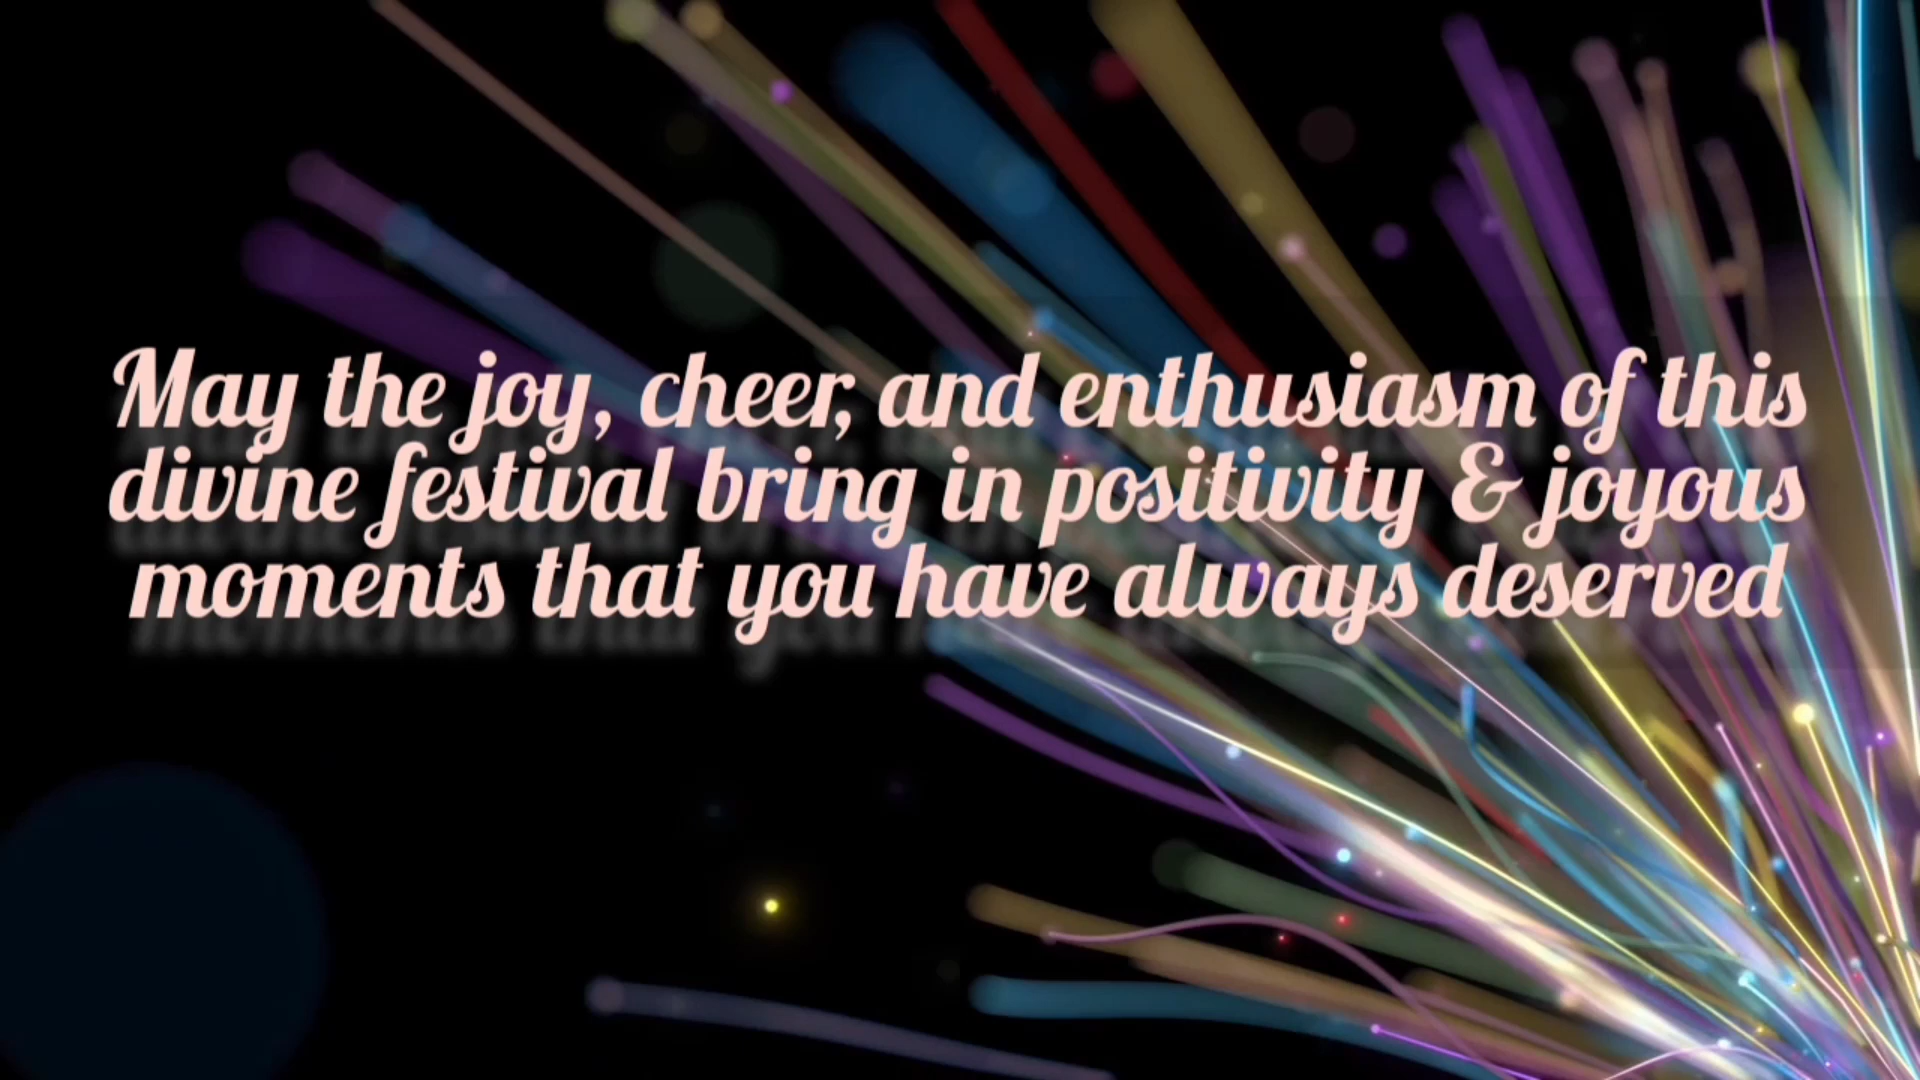 May the joy, cheer, and enthusiasm of this
divine festival bring in positivity & joyous
moments that you have always deserved